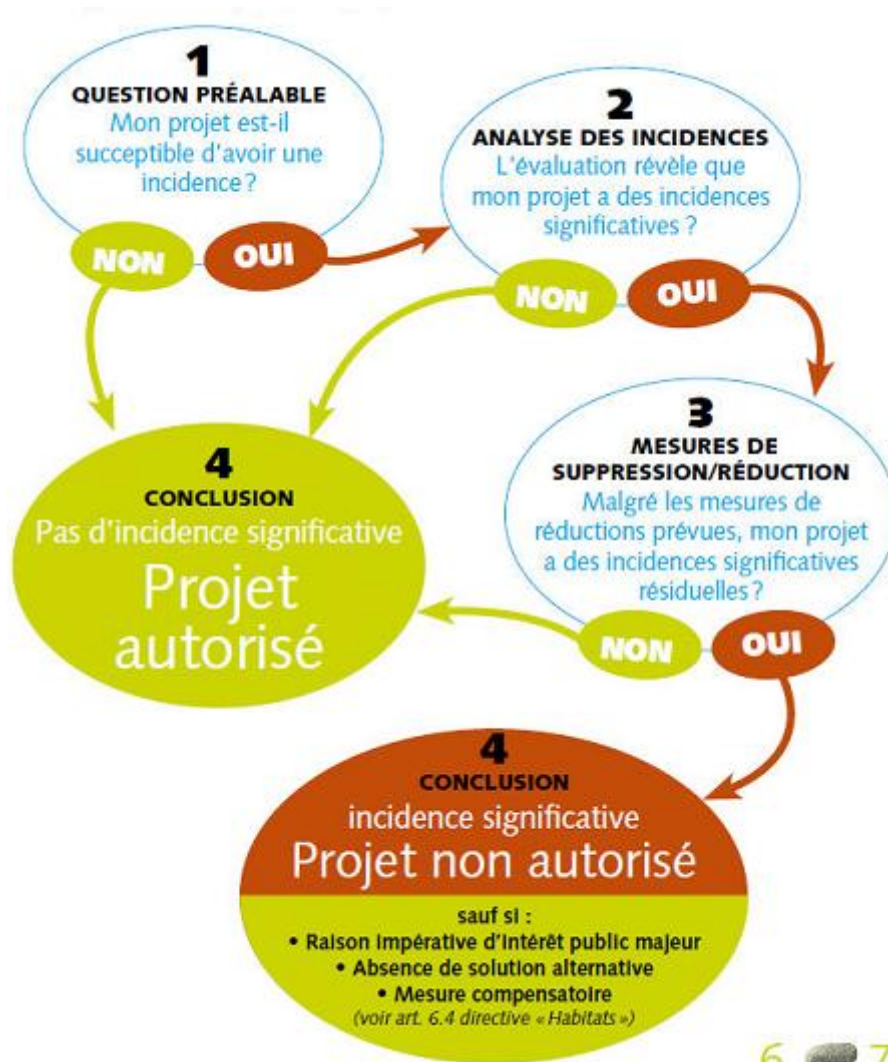 1
QUESTION PRÉALABLE
Mon projet est-il
succeptible d'avoir une
incidence ?
NON
OUI
2
ANALYSE DES INCIDENCES
L'évaluation révèle que
mon projet a des incidences
significatives ?
NON
OUI
3
MESURES DE
SUPPRESSION/RÉDUCTION
Malgré les mesures de
réductions prévues, mon projet
a des incidences significatives
résiduelles ?
NON
OUI
4
CONCLUSION
Pas d'incidence significative
Projet
autorisé
4
CONCLUSION
incidence significative
Projet non autorisé
sauf si :
• Raison impérative d'intérêt public majeur
• Absence de solution alternative
• Mesure compensatoire
(voir art. 6.4 directive « Habitats »)
6 7